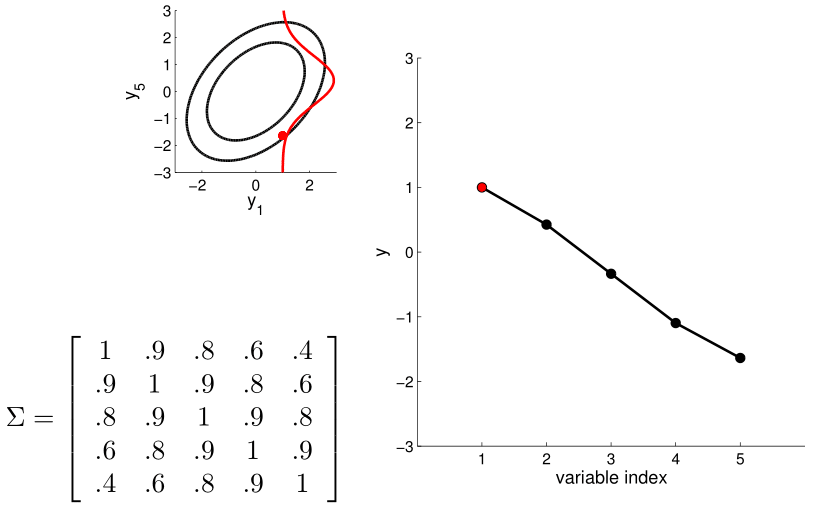 3
2
1
0
−1
−2
−3
y5
−2 0 2
y1
3
2
1
0
−1
−2
−3
y
1 2 3 4 5
variable index
Σ =
1 .9 .8 .6 .4
.9 1 .9 .8 .6
.8 .9 1 .9 .8
.6 .8 .9 1 .9
.4 .6 .8 .9 1